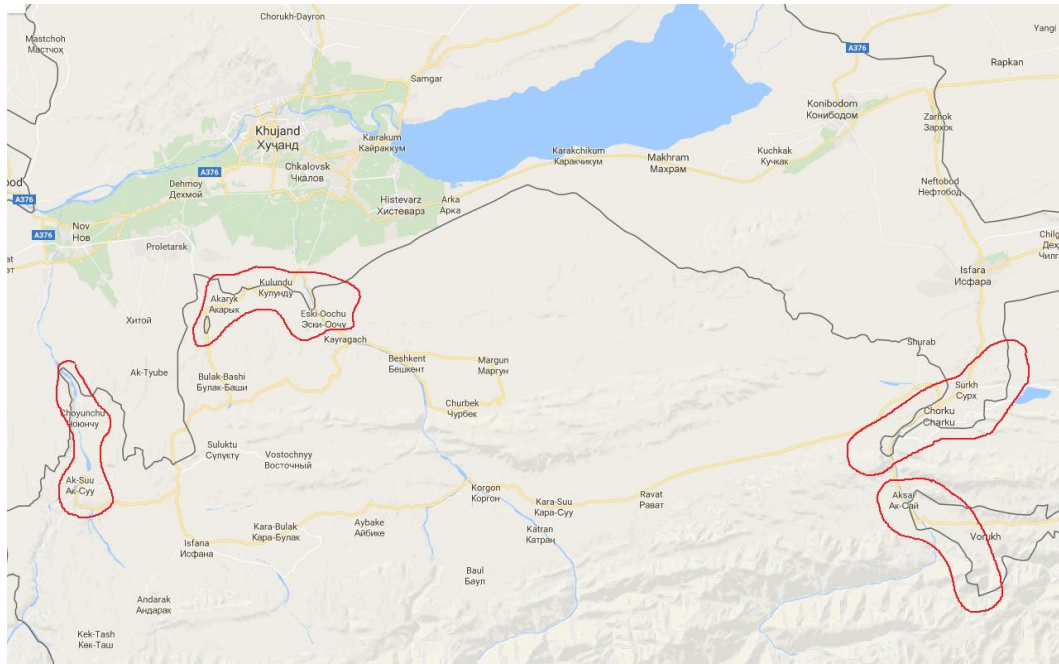 Chorukh-Dayron
Mastchoh
Мастчоҳ
A376
Yangi
Rapkan
Samgar
Khujand
Хуҷанд
Kairakum
Кайраккум
Konibodom
Конибодом
Zarhok
Зархок
Chkalovsk
Чкалов
Karakchikum
Каракчикум
Makhram
Махрам
Kuchkak
Кучкак
A376
Dehmoy
Дехмой
Neftobod
Нефтобод
A376
Histevarz
Хистеварз
Arka
Арка
Nov
Нов
A376
Proletarsk
Isfara
Исфара
Kulundu
Кулунду
Akaryk
Акарык
Хитой
Eski-Oochu
Эски-Оочу
Kayragach
Shurab
Beshkent
Бешкент
Margun
Маргун
Ak-Tyube
Bulak-Bashi
Булак-Баши
Surkh
Сурх
Churbek
Чурбек
Choyunchu
Чоюнчу
Chorku
Charku
Suluktu
Сулуктү
Vostochnyy
Восточный
Ak-Suu
Ак-Суу
Korgon
Коргон
Ravat
Рават
Aksai
Ак-Сай
Kara-Suu
Кара-Суу
Kara-Bulak
Кара-Булак
Aybake
Айбике
Katran
Катран
Isfana
Исфана
Vorukh
Baul
Баул
Andarak
Андарак
Kek-Tash
Көк-Таш